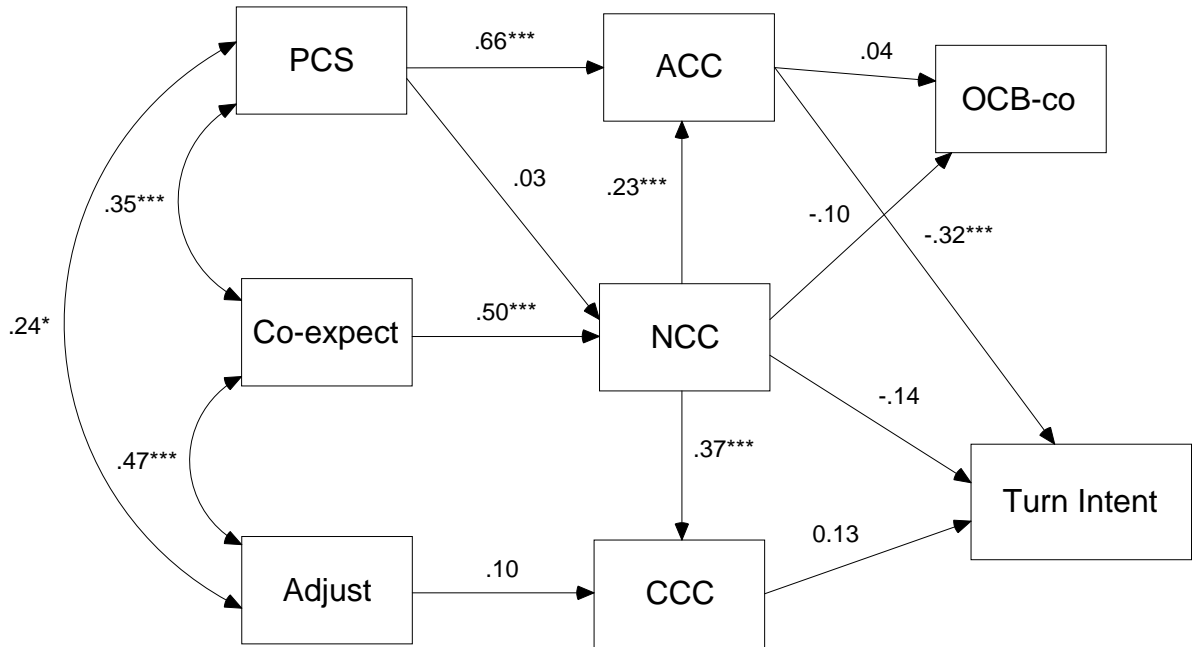 PCS
.66***
ACC
.04
OCB-co
.35***
.03
.23***
-.10
-.32***
.24*
Co-expect
.50***
NCC
-.14
.47***
.37***
Turn Intent
Adjust
.10
CCC
0.13